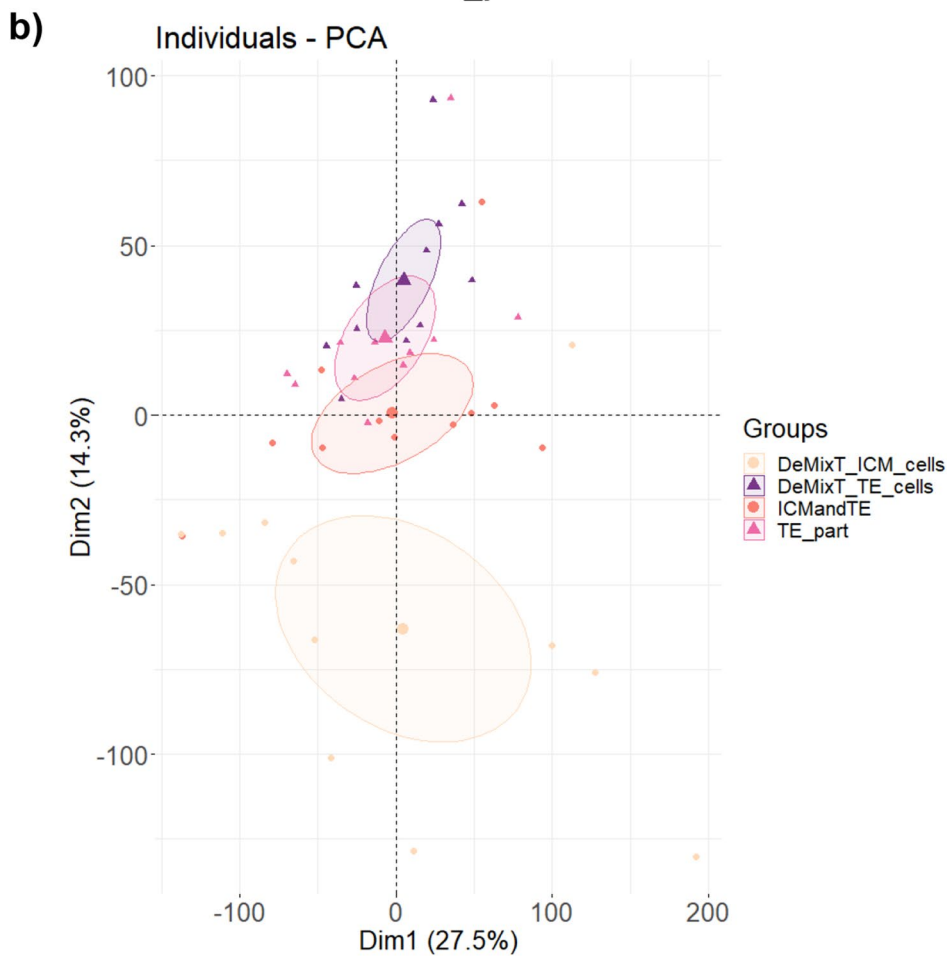 b)
Individuals - PCA
100
50
0
-50
-100
Dim2 (14.3%)
-100
0
100
200
Dim1 (27.5%)
Groups
DeMixT_ICM_cells
DeMixT_TE_cells
ICMandTE
TE_part